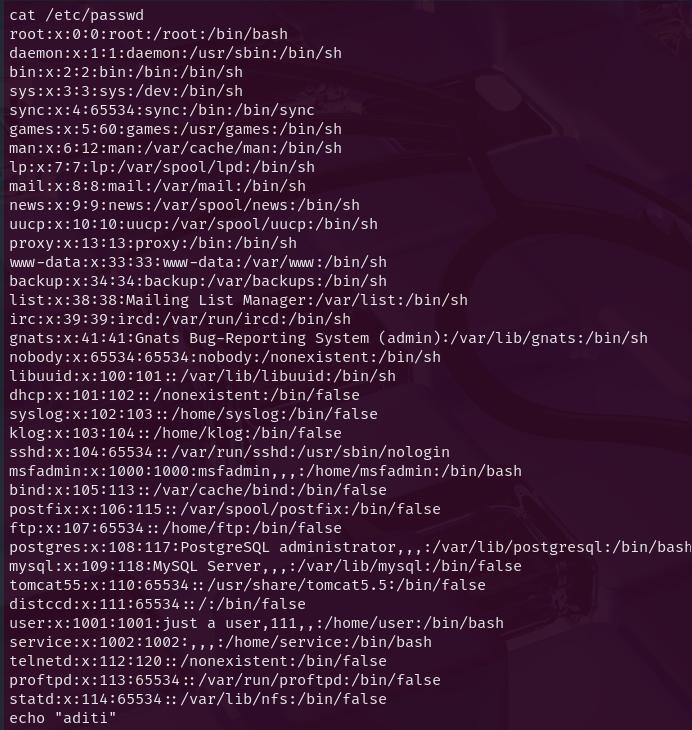 cat /etc/passwd
root:x:0:0:root:/root:/bin/bash
daemon:x:1:1:daemon:/usr/sbin:/bin/sh
bin:x:2:2:bin:/bin:/bin/sh
sys:x:3:3:sys:/dev:/bin/sh
sync:x:4:65534:sync:/bin:/bin/sync
games:x:5:60:games:/usr/games:/bin/sh
man:x:6:12:man:/var/cache/man:/bin/sh
lp:x:7:7:lp:/var/spool/lpd:/bin/sh
mail:x:8:8:mail:/var/mail:/bin/sh
news:x:9:9:news:/var/spool/news:/bin/sh
uucp:x:10:10:uucp:/var/spool/uucp:/bin/sh
proxy:x:13:13:proxy:/bin:/bin/sh
www-data:x:33:33:www-data:/var/www:/bin/sh
backup:x:34:34:backup:/var/backups:/bin/sh
list:x:38:38:Mailing List Manager:/var/list:/bin/sh
irc:x:39:39:ircd:/var/run/ircd:/bin/sh
gnats:x:41:41:Gnats Bug-Reporting System (admin):/var/lib/gnats:/bin/sh
nobody:x:65534:65534:nobody:/nonexistent:/bin/sh
libuuid:x:100:101::/var/lib/libuuid:/bin/sh
dhcp:x:101:102::/nonexistent:/bin/false
syslog:x:102:103::/home/syslog:/bin/false
klog:x:103:104::/home/klog:/bin/false
sshd:x:104:65534::/var/run/sshd:/usr/sbin/nologin
msfadmin:x:1000:1000:msfadmin,,,:/home/msfadmin:/bin/bash
bind:x:105:113::/var/cache/bind:/bin/false
postfix:x:106:115::/var/spool/postfix:/bin/false
ftp:x:107:65534::/home/ftp:/bin/false
postgres:x:108:117:PostgreSQL administrator,,,:/var/lib/postgresql:/bin/bash
mysql:x:109:118:MySQL Server,,,:/var/lib/mysql:/bin/false
tomcat55:x:110:65534::/usr/share/tomcat5.5:/bin/false
distccd:x:111:65534::/:/bin/false
user:x:1001:1001:just a user,111,,:/home/user:/bin/bash
service:x:1002:1002:,,,:/home/service:/bin/bash
telnetd:x:112:120::/nonexistent:/bin/false
proftpd:x:113:65534::/var/run/proftpd:/bin/false
statd:x:114:65534::/var/lib/nfs:/bin/false
echo "aditi"